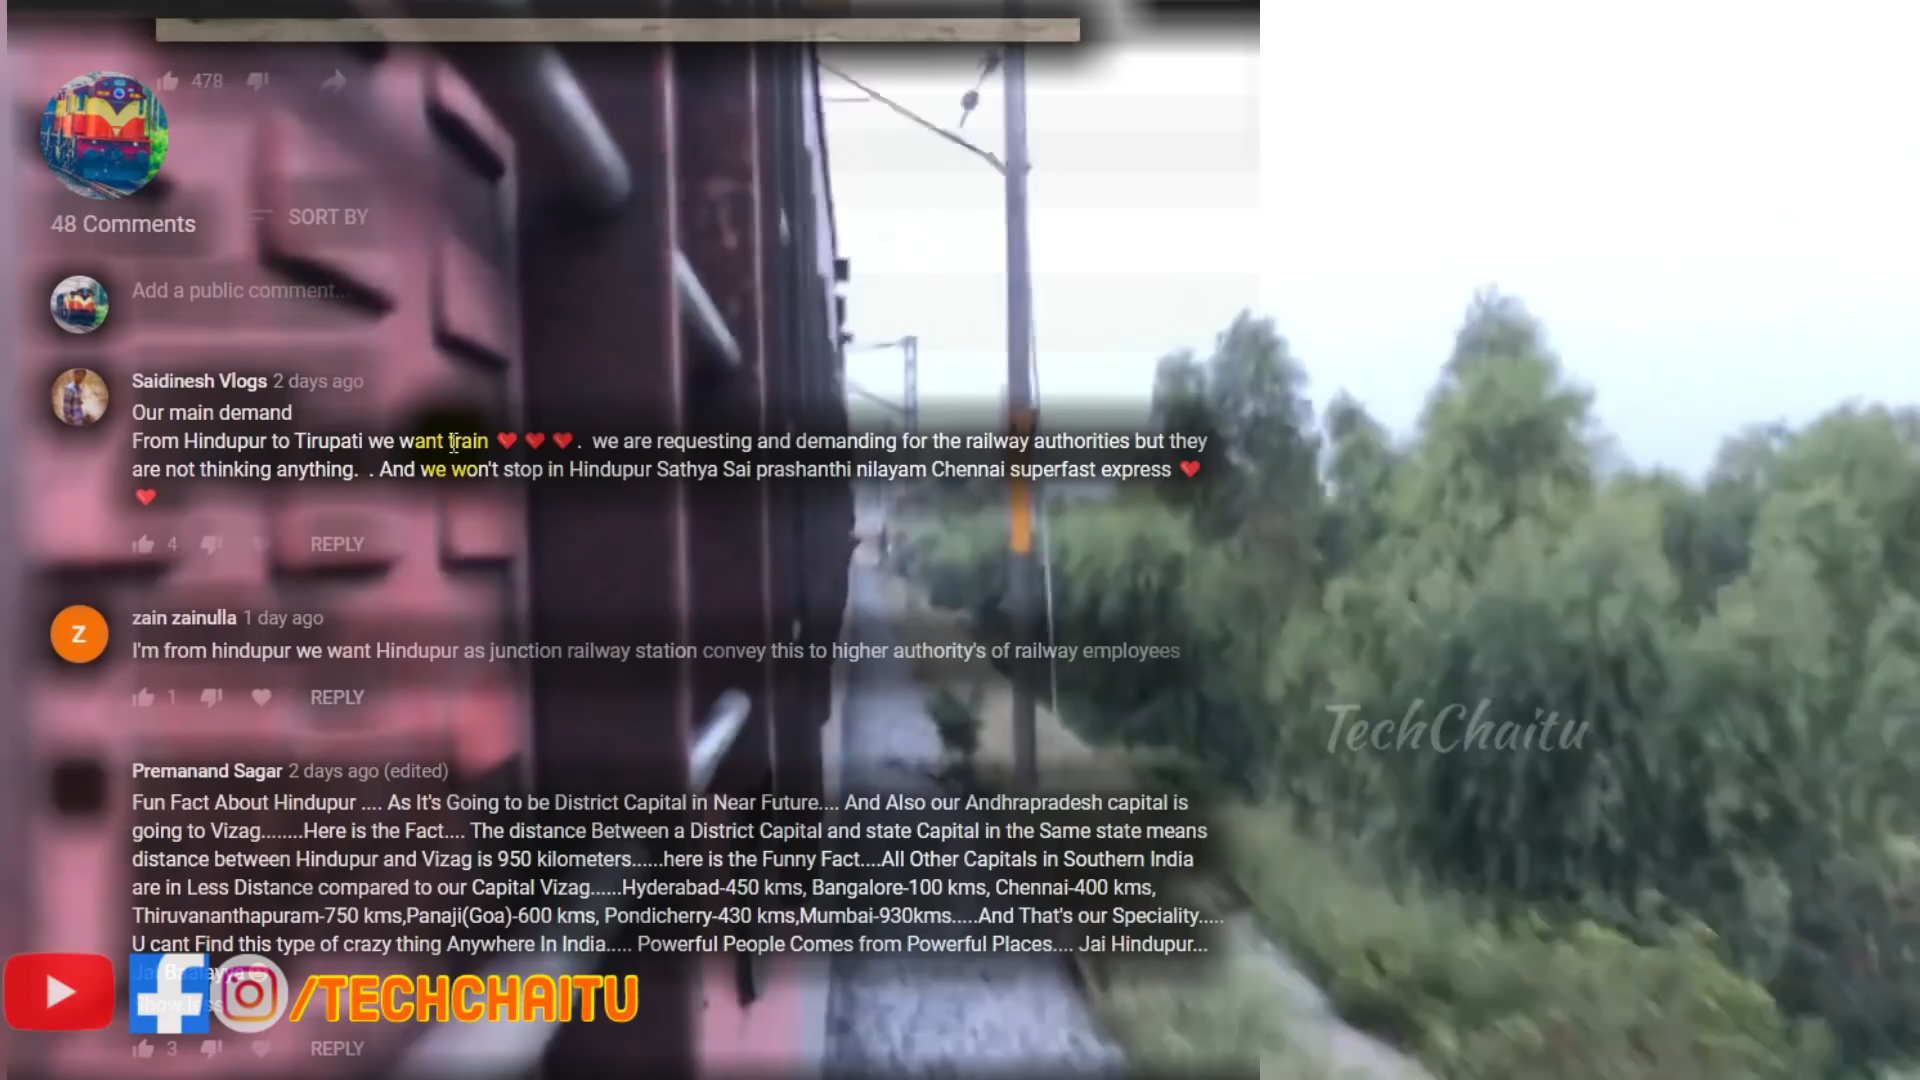 478
48 Comments
SORT BY
Add a public comment...
Saidinesh Vlogs 2 days ago
Our main demand
From Hindupur to Tirupati we want train ❤❤❤. we are requesting and demanding for the railway authorities but they
are not thinking anything. . And we won't stop in Hindupur Sathya Sai prashanthi nilayam Chennai superfast express ❤
❤
4 REPLY
Z
zain zainulla 1 day ago
I'm from hindupur we want Hindupur as junction railway station convey this to higher authority's of railway employees
1 REPLY
Premanand Sagar 2 days ago (edited)
Fun Fact About Hindupur .... As It's Going to be District Capital in Near Future.... And Also our Andhrapradesh capital is
going to Vizag........Here is the Fact.... The distance Between a District Capital and state Capital in the Same state means
distance between Hindupur and Vizag is 950 kilometers......here is the Funny Fact....All Other Capitals in Southern India
are in Less Distance compared to our Capital Vizag......Hyderabad-450 kms, Bangalore-100 kms, Chennai-400 kms,
Thiruvananthapuram-750 kms,Panaji(Goa)-600 kms, Pondicherry-430 kms,Mumbai-930kms.....And That's our Speciality.....
U cant Find this type of crazy thing Anywhere In India..... Powerful People Comes from Powerful Places.... Jai Hindupur...
Jai Balayya
Show less
/TECHCHAITU
3 REPLY
TechChaitu